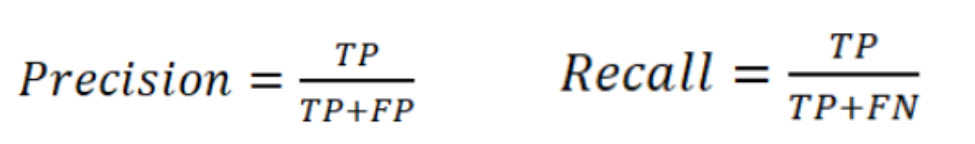 Precision = TP / TP+FP
Recall = TP / TP+FN